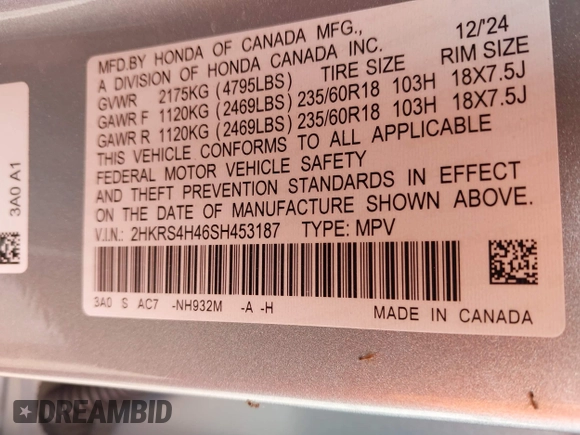 MFD.BY HONDA OF CANADA MFG., 12/'24
A DIVISION OF HONDA CANADA INC.
GVWR 2175KG (4795LBS) TIRE SIZE RIM SIZE
GAWR F 1120KG (2469LBS) 235/60R18 103H 18X7.5J
GAWR R 1120KG (2469LBS) 235/60R18 103H 18X7.5J
THIS VEHICLE CONFORMS TO ALL APPLICABLE
FEDERAL MOTOR VEHICLE SAFETY
AND THEFT PREVENTION STANDARDS IN EFFECT
ON THE DATE OF MANUFACTURE SHOWN ABOVE.
V.I.N.: 2HKRS4H46SH453187 TYPE: MPV
3A0 S AC7 -NH932M -A -H
MADE IN CANADA
3A0 A1
DREAMBID